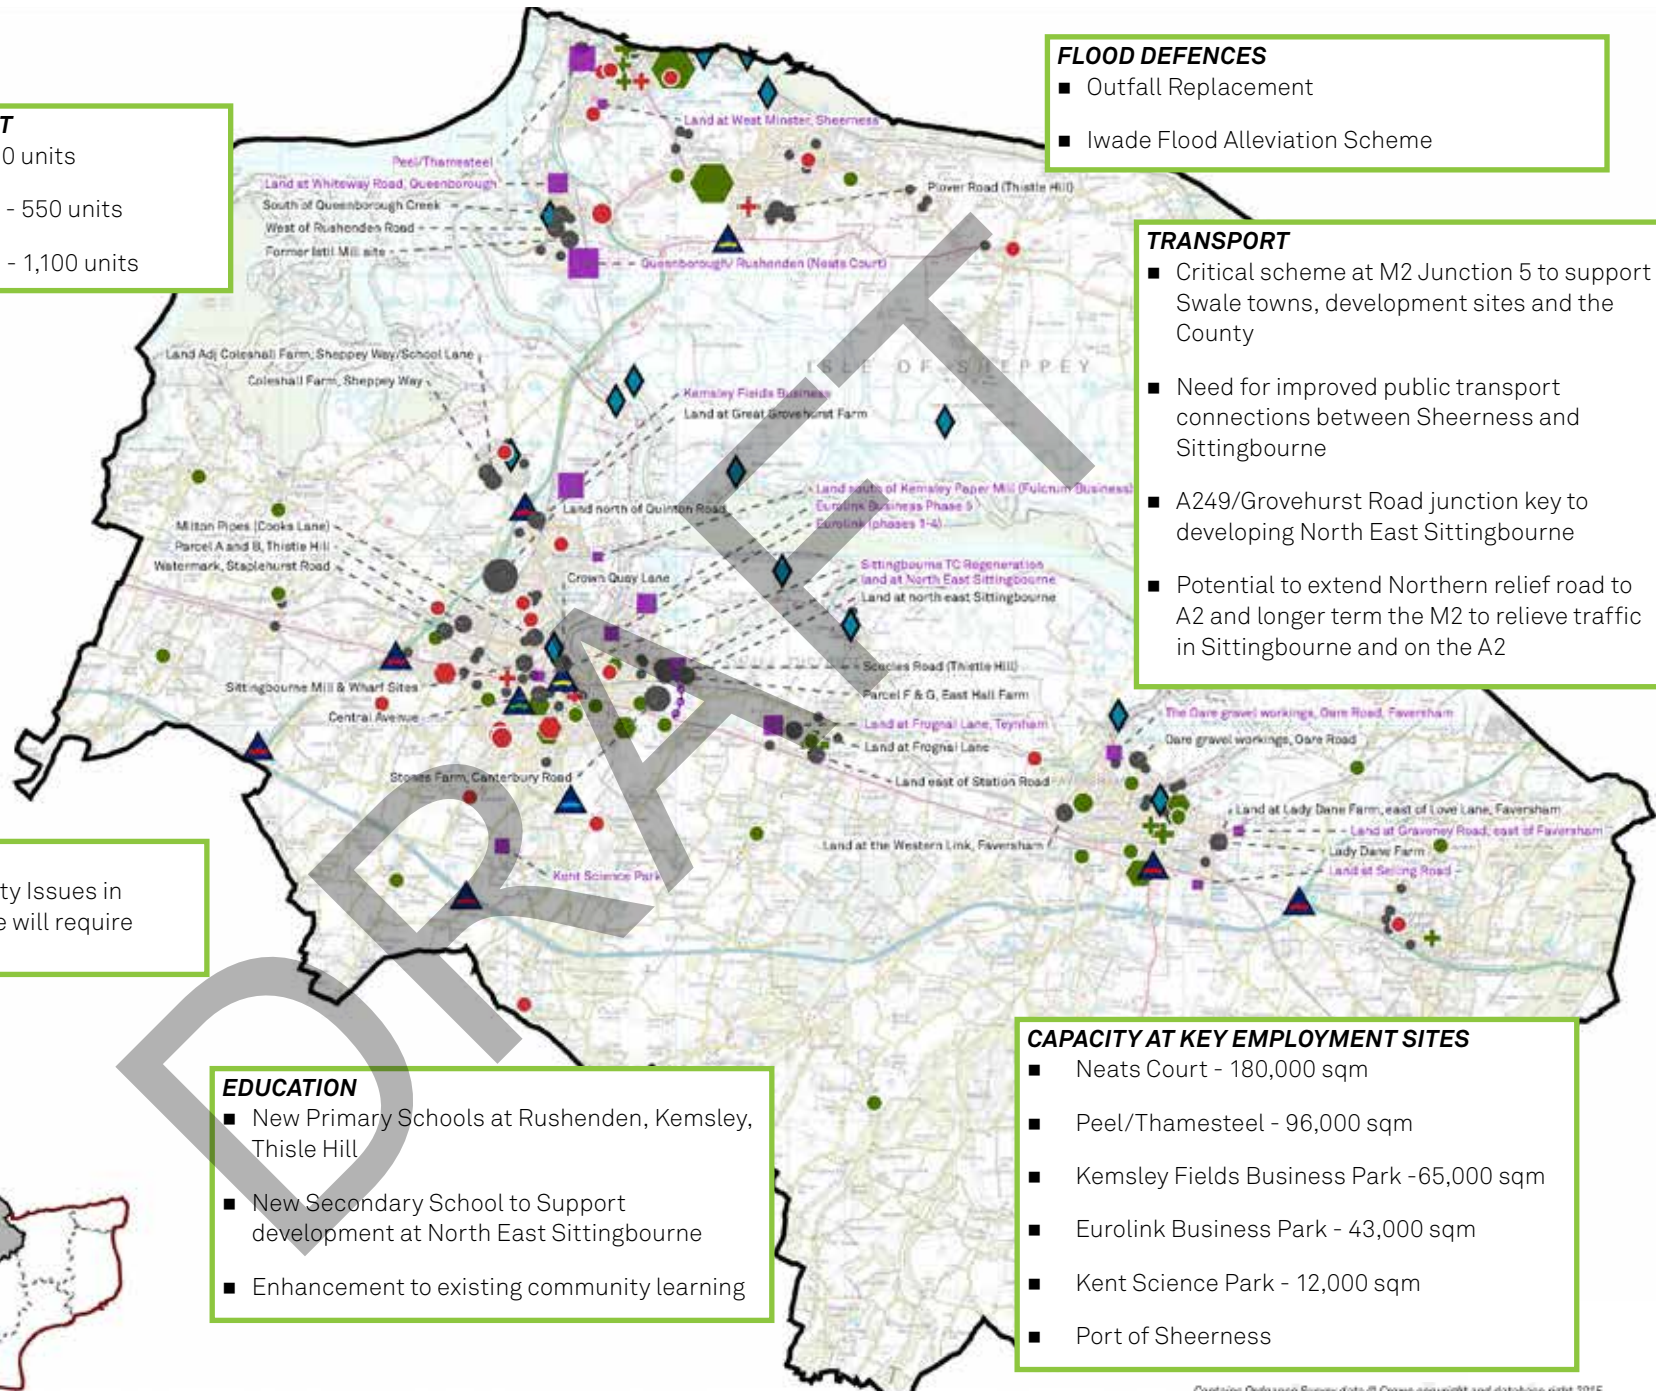 FLOOD DEFENCES
■ Outfall Replacement
■ Iwade Flood Alleviation Scheme
T
0 units
- 550 units
- 1,100 units
TRANSPORT
■ Critical scheme at M2 Junction 5 to support
Swale towns, development sites and the
County
■ Need for improved public transport
connections between Sheerness and
Sittingbourne
■ A249/Grovehurst Road junction key to
developing North East Sittingbourne
■ Potential to extend Northern relief road to
A2 and longer term the M2 to relieve traffic
in Sittingbourne and on the A2
Land at West Minster, Sheerness
Peel/Thamesteel
Land at Whiteway Road, Queenborough
South of Queenborough Creek
West of Rushenden Road
Former Istil Mill site
Plover Road (Thistle Hill)
Queenborough/ Rushenden (Neats Court)
ISLE OF SHEPPEY
Land Adj Coleshall Farm, Sheppey Way/School Lane
Coleshall Farm, Sheppey Way
Kemsley Fields Business
Land at Great Grovehurst Farm
Land south of Kemsley Paper Mill (Fulcrum Business)
Eurolink Business Phase 5
Eurolink (phases 1-4)
Land north of Quinton Road
Milton Pipes (Cooks Lane)
Parcel A and B, Thistle Hill
Watermark, Staplehurst Road
Crown Quay Lane
Sittingbourne TC Regeneration
land at North East Sittingbourne
Land at north east Sittingbourne
Scocles Road (Thistle Hill)
Parcel F & G, East Hall Farm
Sittingbourne Mill & Wharf Sites
Central Avenue
Land at Frognal Lane, Teynham
Land at Frognal Lane
Land east of Station Road
Stones Farm, Canterbury Road
The Oare gravel workings, Oare Road, Faversham
Oare gravel workings, Oare Road
Land at Lady Dane Farm, east of Love Lane, Faversham
Land at Graveney Road, east of Faversham
Lady Dane Farm
Land at Selling Road
Land at the Western Link, Faversham
Kent Science Park
ty Issues in
e will require
DRAFT
EDUCATION
■ New Primary Schools at Rushenden, Kemsley,
Thisle Hill
■ New Secondary School to Support
development at North East Sittingbourne
■ Enhancement to existing community learning
CAPACITY AT KEY EMPLOYMENT SITES
■ Neats Court - 180,000 sqm
■ Peel/Thamesteel - 96,000 sqm
■ Kemsley Fields Business Park -65,000 sqm
■ Eurolink Business Park - 43,000 sqm
■ Kent Science Park - 12,000 sqm
■ Port of Sheerness
Contains Ordnance Survey data © Crown copyright and database right 2015